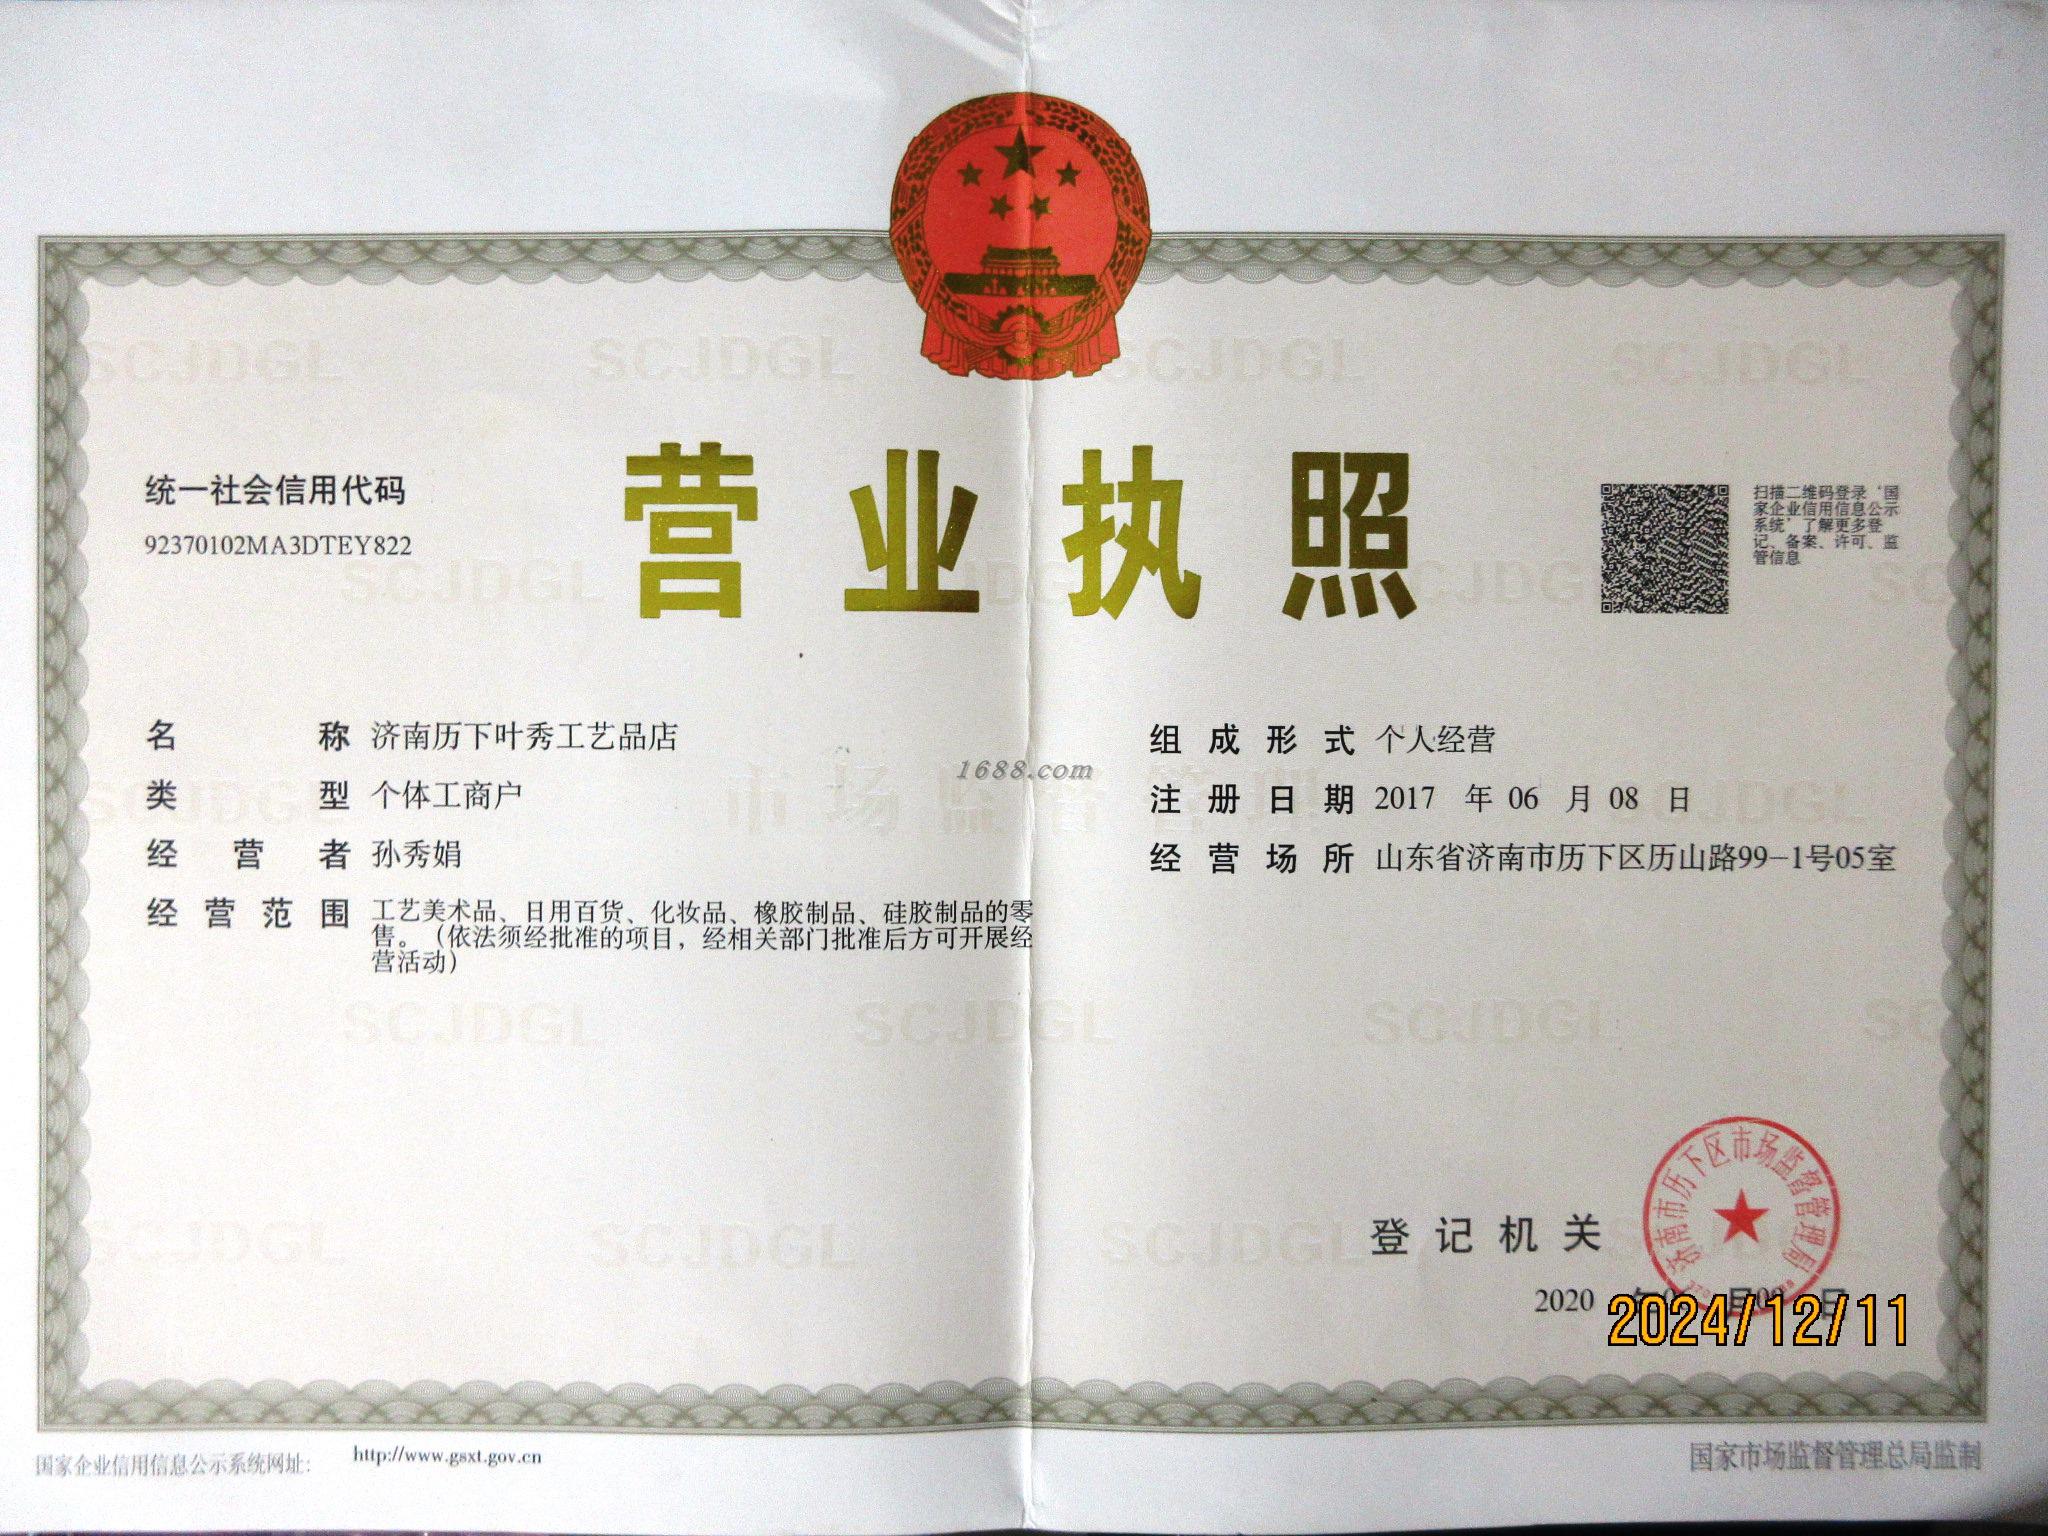 营业执照
统一社会信用代码
92370102MA3DTEY822
扫描二维码登录‘国
家企业信用信息公示
系统’了解更多登
记、备案、许可、监
管信息
名称 济南历下叶秀工艺品店
类型 个体工商户
经营者 孙秀娟
经营范围 工艺美术品、日用百货、化妆品、橡胶制品、硅胶制品的零
售。（依法须经批准的项目，经相关部门批准后方可开展经
营活动）
组成形式 个人经营
注册日期 2017 年 06 月 08 日
经营场所 山东省济南市历下区历山路99-1号05室
1688.com
市场监督管理
SCJDGL
登记机关
济南市历下区市场监督管理局
2020 年 月 日
2024/12/11
国家企业信用信息公示系统网址： http://www.gsxt.gov.cn
国家市场监督管理总局监制